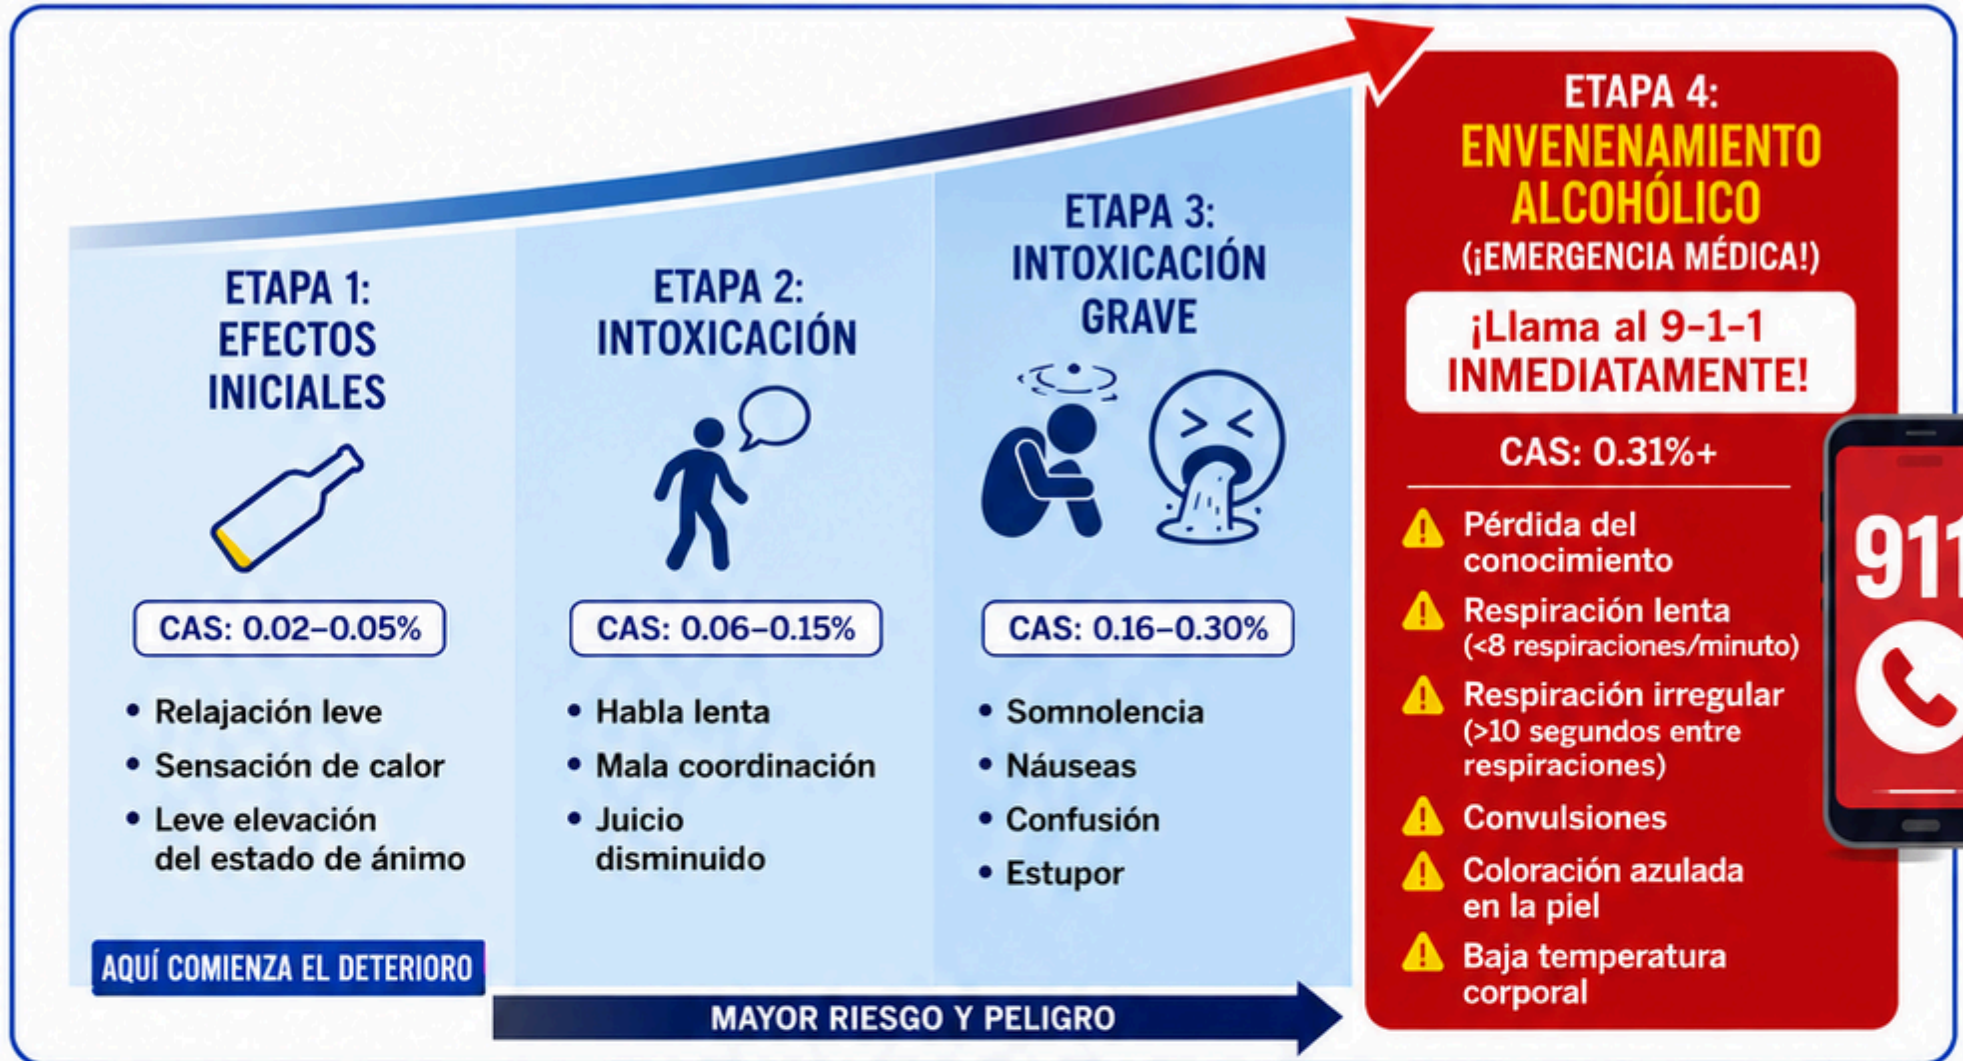 ETAPA 1:
EFECTOS
INICIALES
CAS: 0.02–0.05%
• Relajación leve
• Sensación de calor
• Leve elevación
del estado de ánimo
AQUÍ COMIENZA EL DETERIORO
ETAPA 2:
INTOXICACIÓN
CAS: 0.06–0.15%
• Habla lenta
• Mala coordinación
• Juicio
disminuido
ETAPA 3:
INTOXICACIÓN
GRAVE
CAS: 0.16–0.30%
• Somnolencia
• Náuseas
• Confusión
• Estupor
MAYOR RIESGO Y PELIGRO
ETAPA 4:
ENVENENAMIENTO
ALCOHÓLICO
(¡EMERGENCIA MÉDICA!)
¡Llama al 9-1-1
INMEDIATAMENTE!
CAS: 0.31%+
Pérdida del
conocimiento
Respiración lenta
(<8 respiraciones/minuto)
Respiración irregular
(>10 segundos entre
respiraciones)
Convulsiones
Coloración azulada
en la piel
Baja temperatura
corporal
911